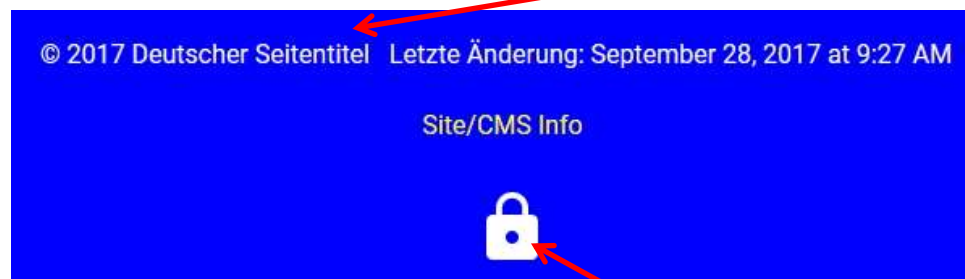 © 2017 Deutscher Seitentitel Letzte Änderung: September 28, 2017 at 9:27 AM
Site/CMS Info